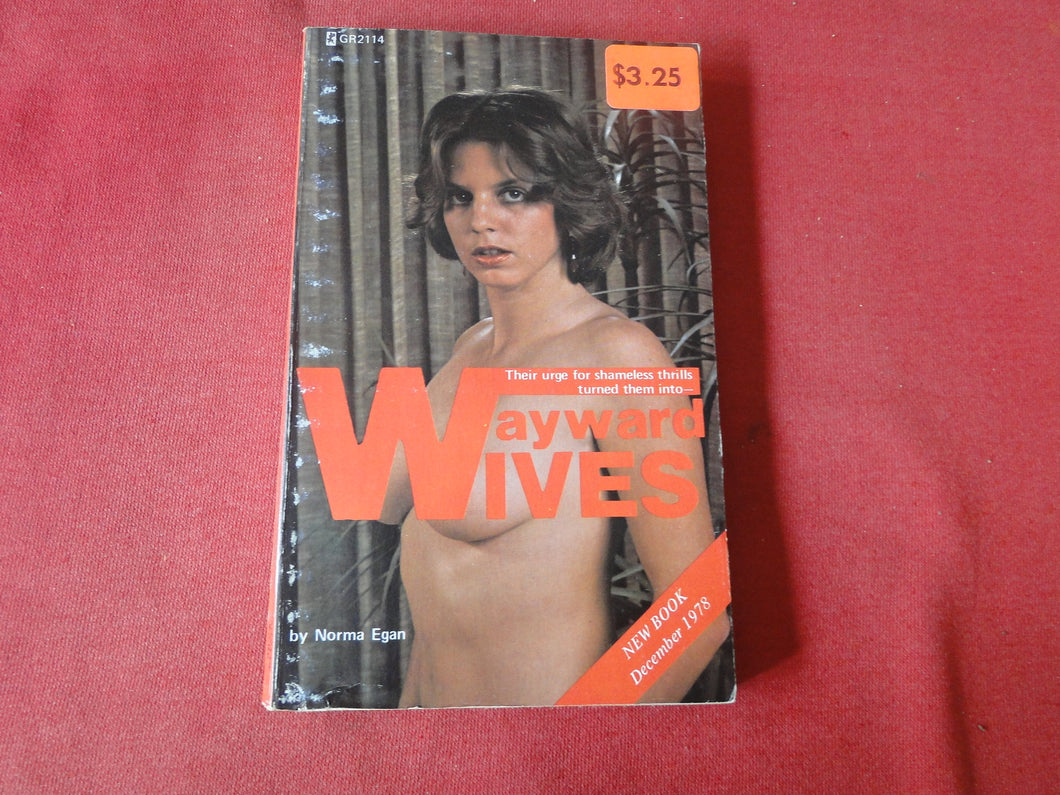 GR2114
$3.25
Their urge for shameless thrills
turned them into—
Wayward
WIVES
by Norma Egan
NEW BOOK
December 1978